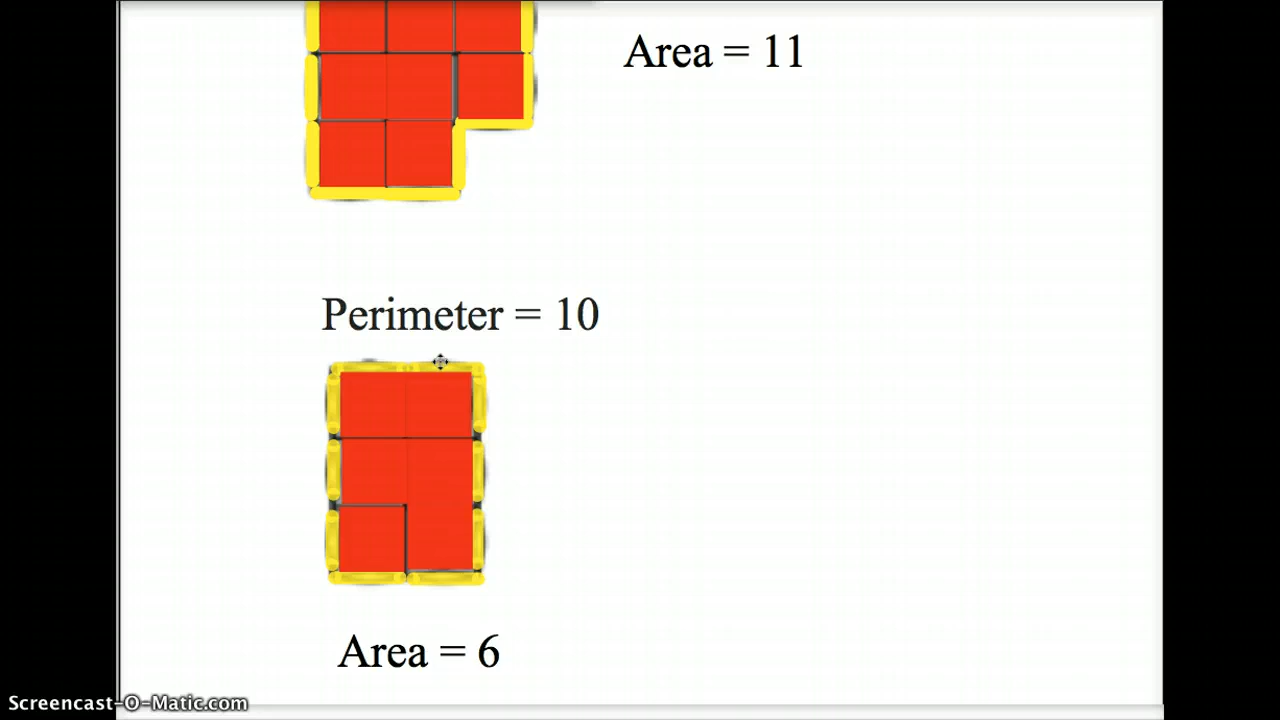 Area = 11
Perimeter = 10
Area = 6
Screencast-O-Matic.com